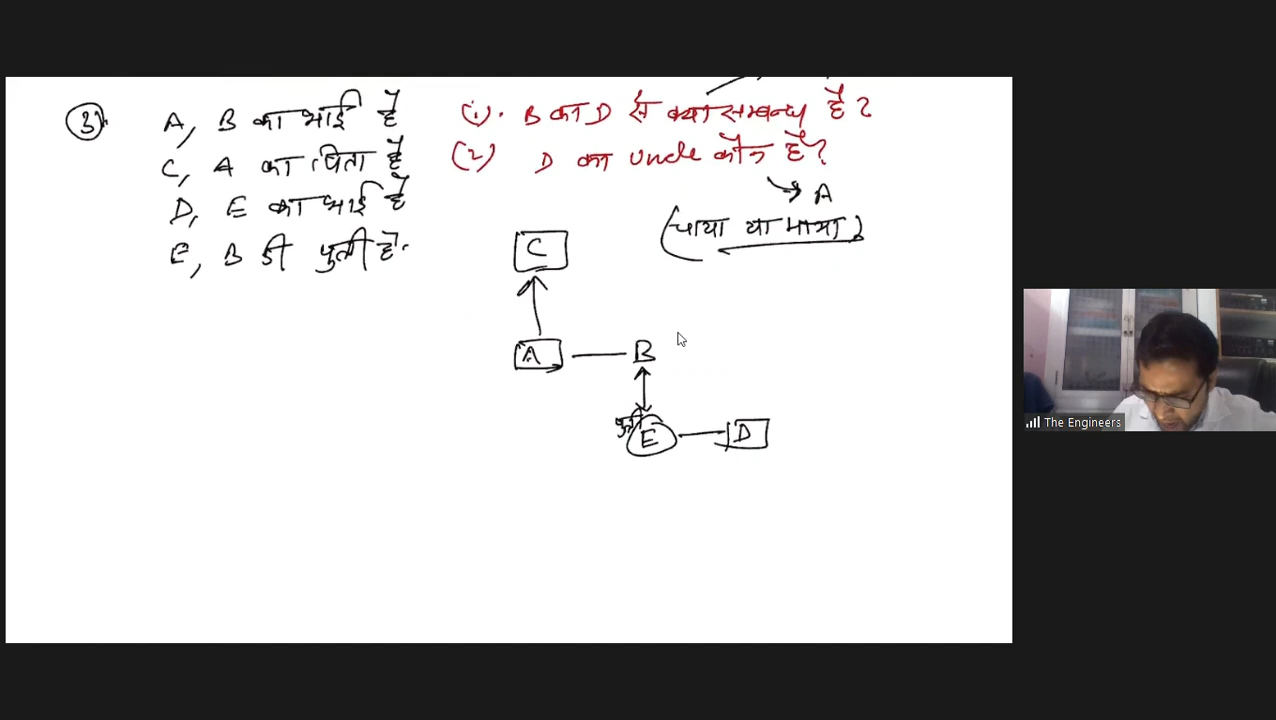 3). A, B का भाई है
C, A का पिता है
D, E का भाई है
E, B की पुत्री है.
(1). B का D से क्या सम्बन्ध है ?
(2) D का uncle कौन है ?
→ A
(चाचा या मामा)
C
A — B
पुत्री E — D
The Engineers